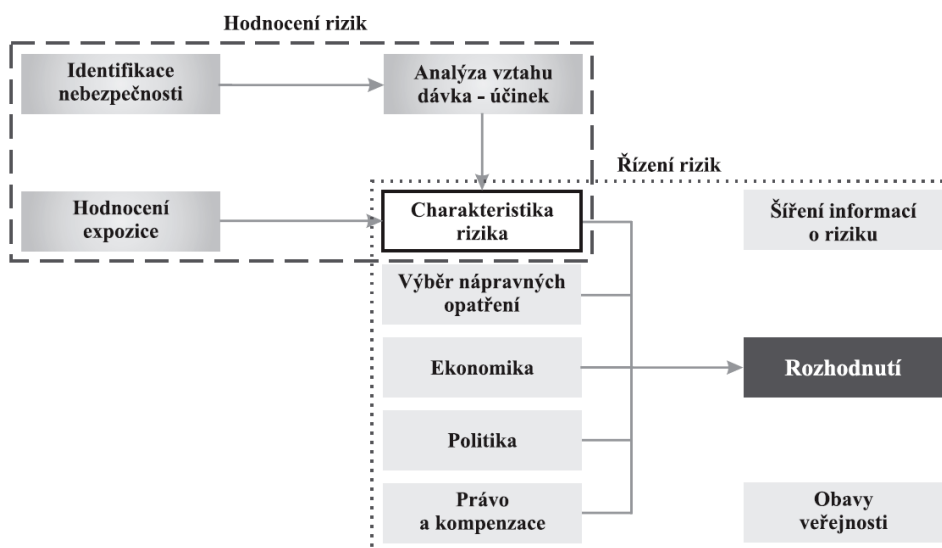 Hodnocení rizik
Identifikace
nebezpečnosti
Analýza vztahu
dávka - účinek
Řízení rizik
Hodnocení
expozice
Charakteristika
rizika
Šíření informací
o riziku
Výběr nápravných
opatření
Ekonomika
Rozhodnutí
Politika
Právo
a kompenzace
Obavy
veřejnosti